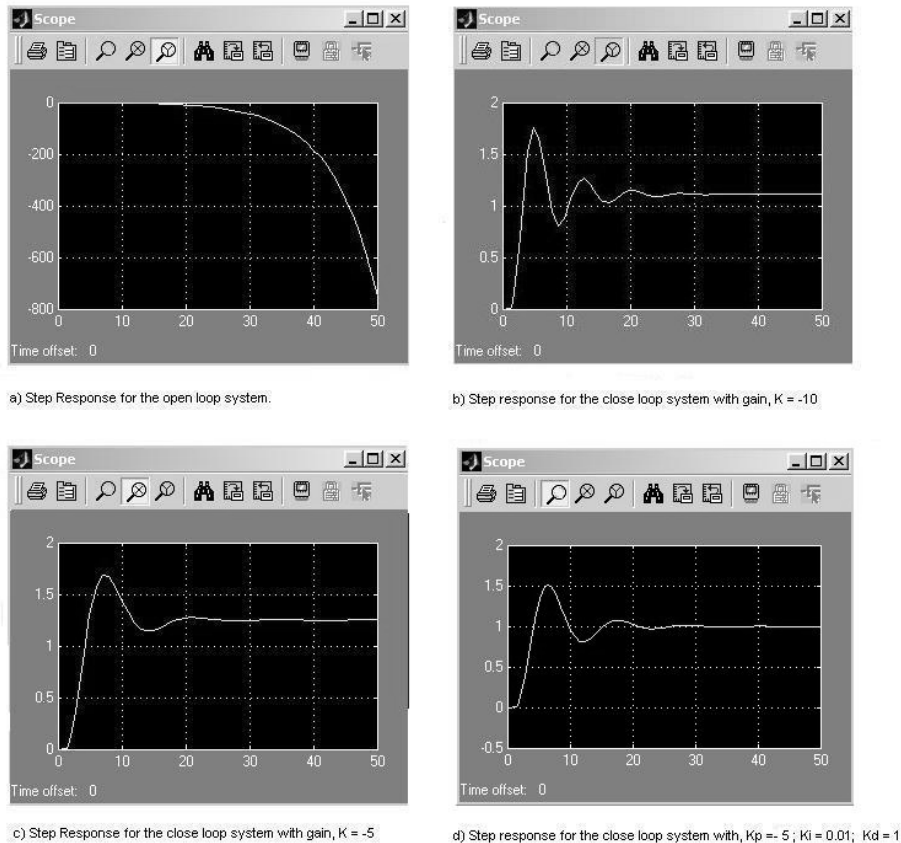 Scope
0
-200
-400
-600
-800
0 10 20 30 40 50
Time offset: 0
a) Step Response for the open loop system.
Scope
2
1.5
1
0.5
0
0 10 20 30 40 50
Time offset: 0
b) Step response for the close loop system with gain, K = -10
Scope
2
1.5
1
0.5
0
0 10 20 30 40 50
Time offset: 0
c) Step Response for the close loop system with gain, K = -5
Scope
2
1.5
1
0.5
0
-0.5
0 10 20 30 40 50
Time offset: 0
d) Step response for the close loop system with, Kp =- 5 ; Ki = 0.01; Kd = 1